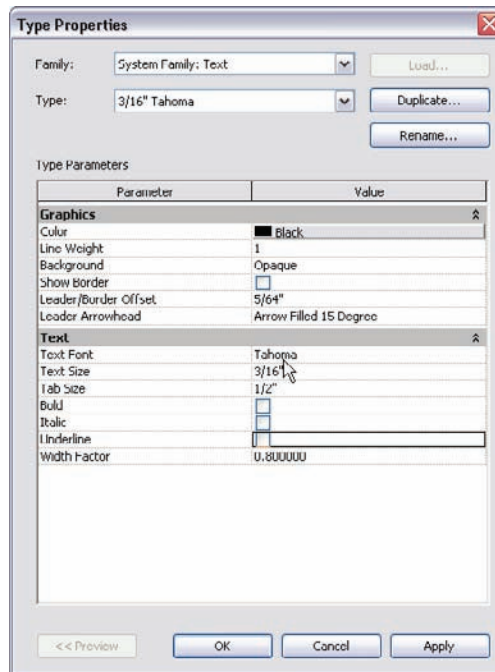 Type Properties
Family: System Family: Text Load...
Type: 3/16" Tahoma Duplicate...
Rename...
Type Parameters
Parameter Value
Graphics
Color Black
Line Weight 1
Background Opaque
Show Border
Leader/Border Offset 5/64"
Leader Arrowhead Arrow Filled 15 Degree
Text
Text Font Tahoma
Text Size 3/16"
Tab Size 1/2"
Bold
Italic
Underline
Width Factor 0.800000
<< Preview OK Cancel Apply